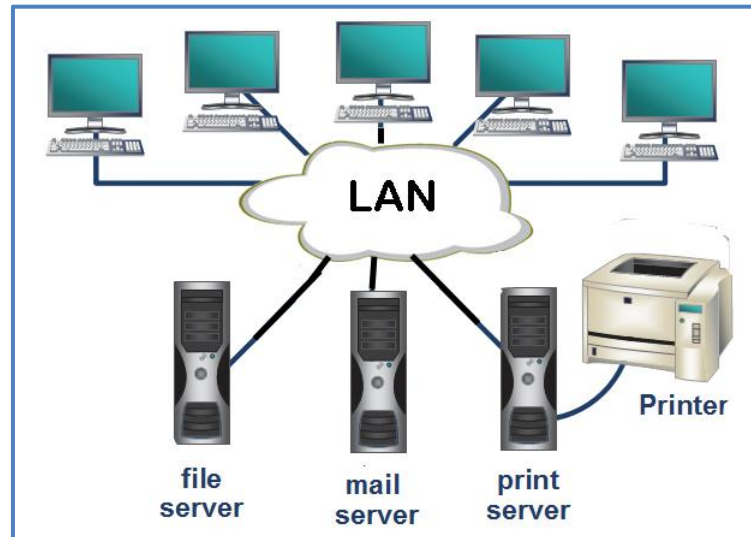 LAN
Printer
file
server
mail
server
print
server